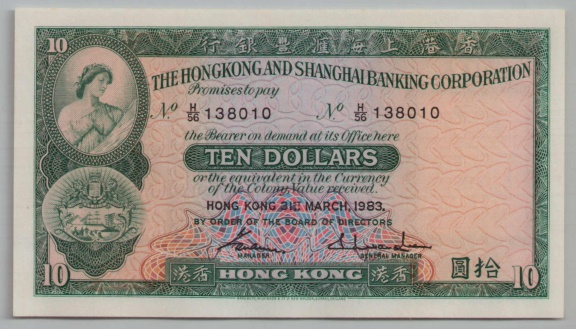 10
行銀豐滙海上港香
THE HONGKONG AND SHANGHAI BANKING CORPORATION
Promises to pay
No H/56 138010 No H/56 138010
the Bearer on demand at its Office here
TEN DOLLARS
or the equivalent in the Currency
of the Colony Value received.
HONG KONG 31ST MARCH, 1983.
BY ORDER OF THE BOARD OF DIRECTORS
MANAGER GENERAL MANAGER
10 港香 HONG KONG 港香 圓拾 10